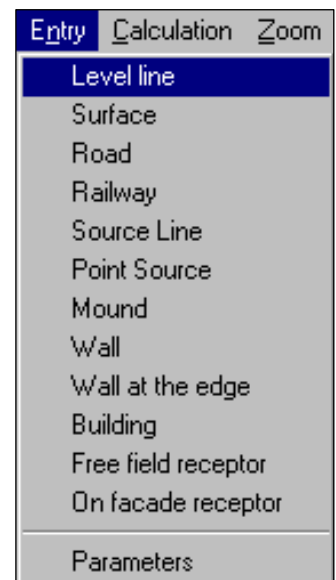 Entry Calculation Zoom
Level line
Surface
Road
Railway
Source Line
Point Source
Mound
Wall
Wall at the edge
Building
Free field receptor
On facade receptor
Parameters